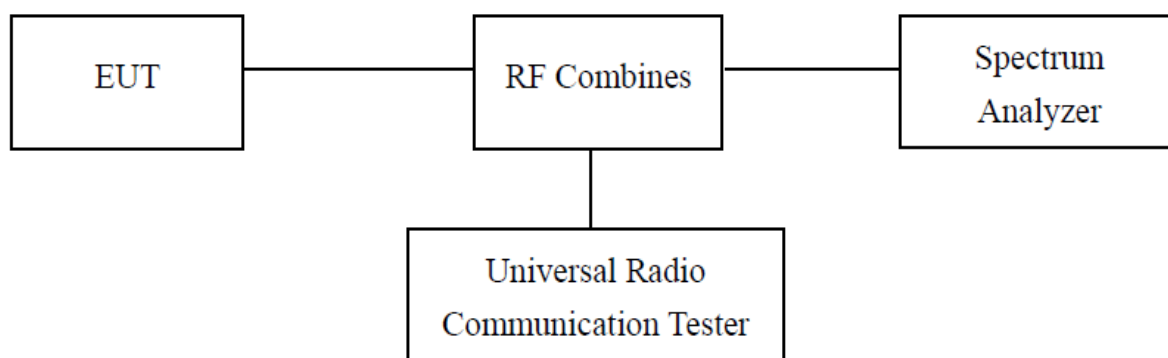 EUT
RF Combines
Spectrum
Analyzer
Universal Radio
Communication Tester